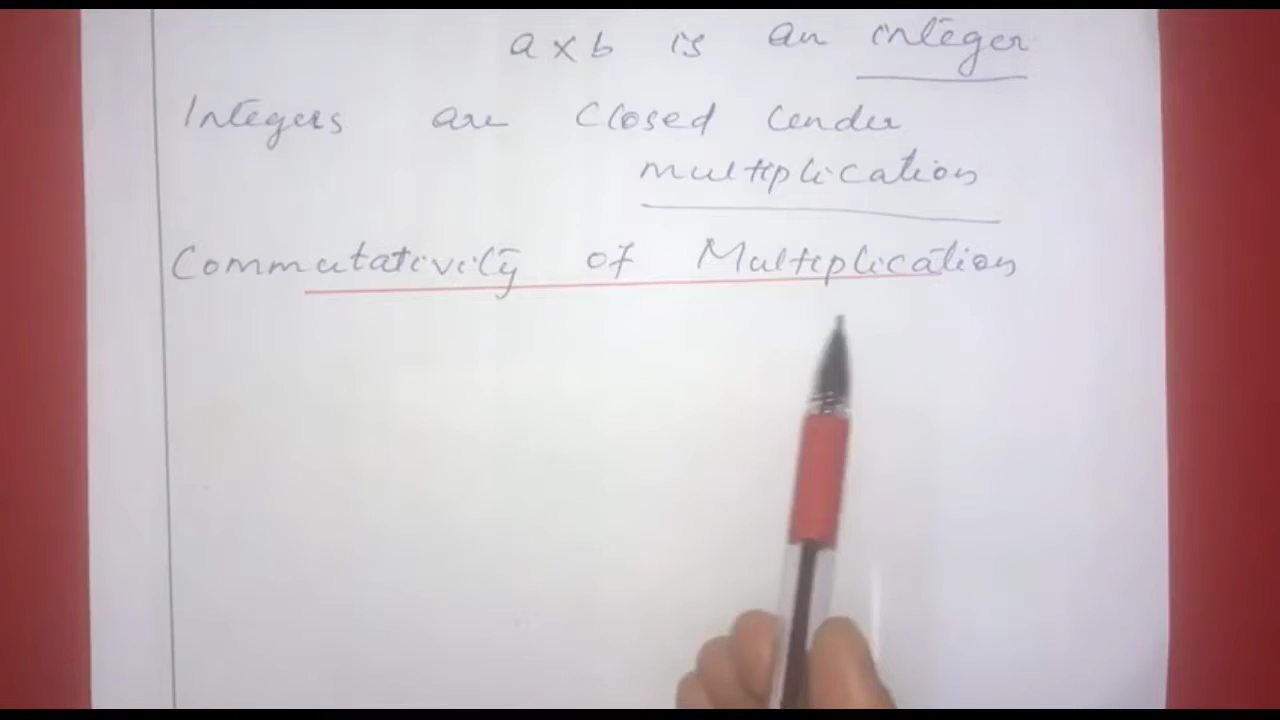 a × b is an integer
Integers are closed under
multiplication
Commutativity of Multiplication